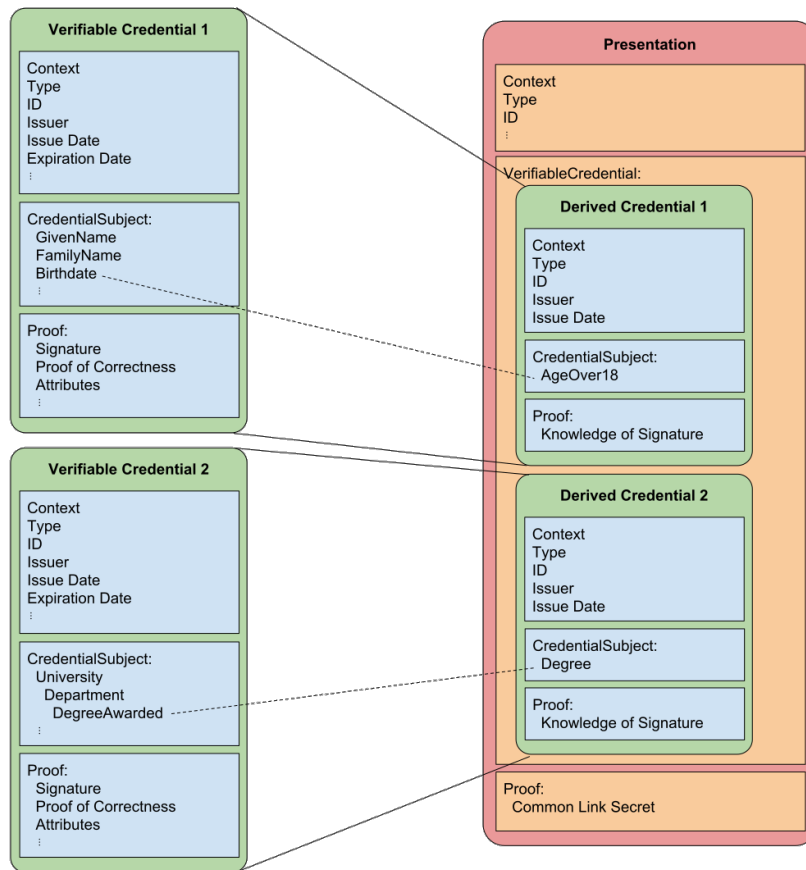 Verifiable Credential 1
Context
Type
ID
Issuer
Issue Date
Expiration Date
⋮
CredentialSubject:
GivenName
FamilyName
Birthdate
⋮
Proof:
Signature
Proof of Correctness
Attributes
⋮
Verifiable Credential 2
Context
Type
ID
Issuer
Issue Date
Expiration Date
⋮
CredentialSubject:
University
Department
DegreeAwarded
⋮
Proof:
Signature
Proof of Correctness
Attributes
⋮
Presentation
Context
Type
ID
⋮
VerifiableCredential:
Derived Credential 1
Context
Type
ID
Issuer
Issue Date
CredentialSubject:
AgeOver18
Proof:
Knowledge of Signature
Derived Credential 2
Context
Type
ID
Issuer
Issue Date
CredentialSubject:
Degree
Proof:
Knowledge of Signature
Proof:
Common Link Secret